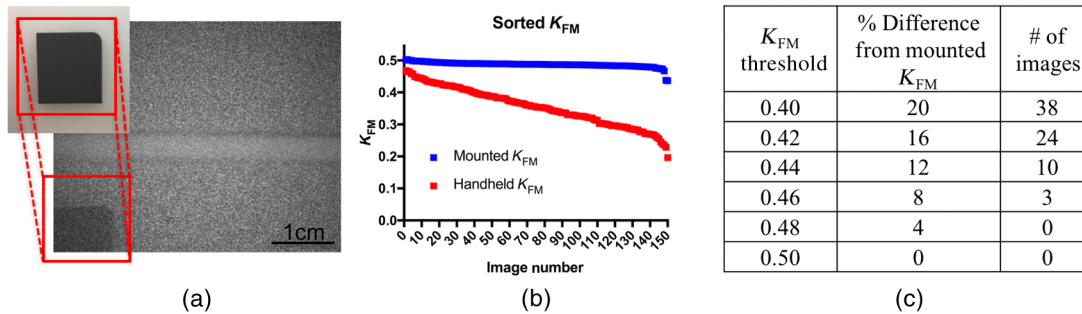 1cm
(a)
Sorted K_FM
K_FM
0.5
0.4
0.3
0.2
0.1
0.0
Mounted K_FM
Handheld K_FM
0 10 20 30 40 50 60 70 80 90 100 110 120 130 140 150
Image number
(b)
K_FM threshold | % Difference from mounted K_FM | # of images
0.40 | 20 | 38
0.42 | 16 | 24
0.44 | 12 | 10
0.46 | 8 | 3
0.48 | 4 | 0
0.50 | 0 | 0
(c)